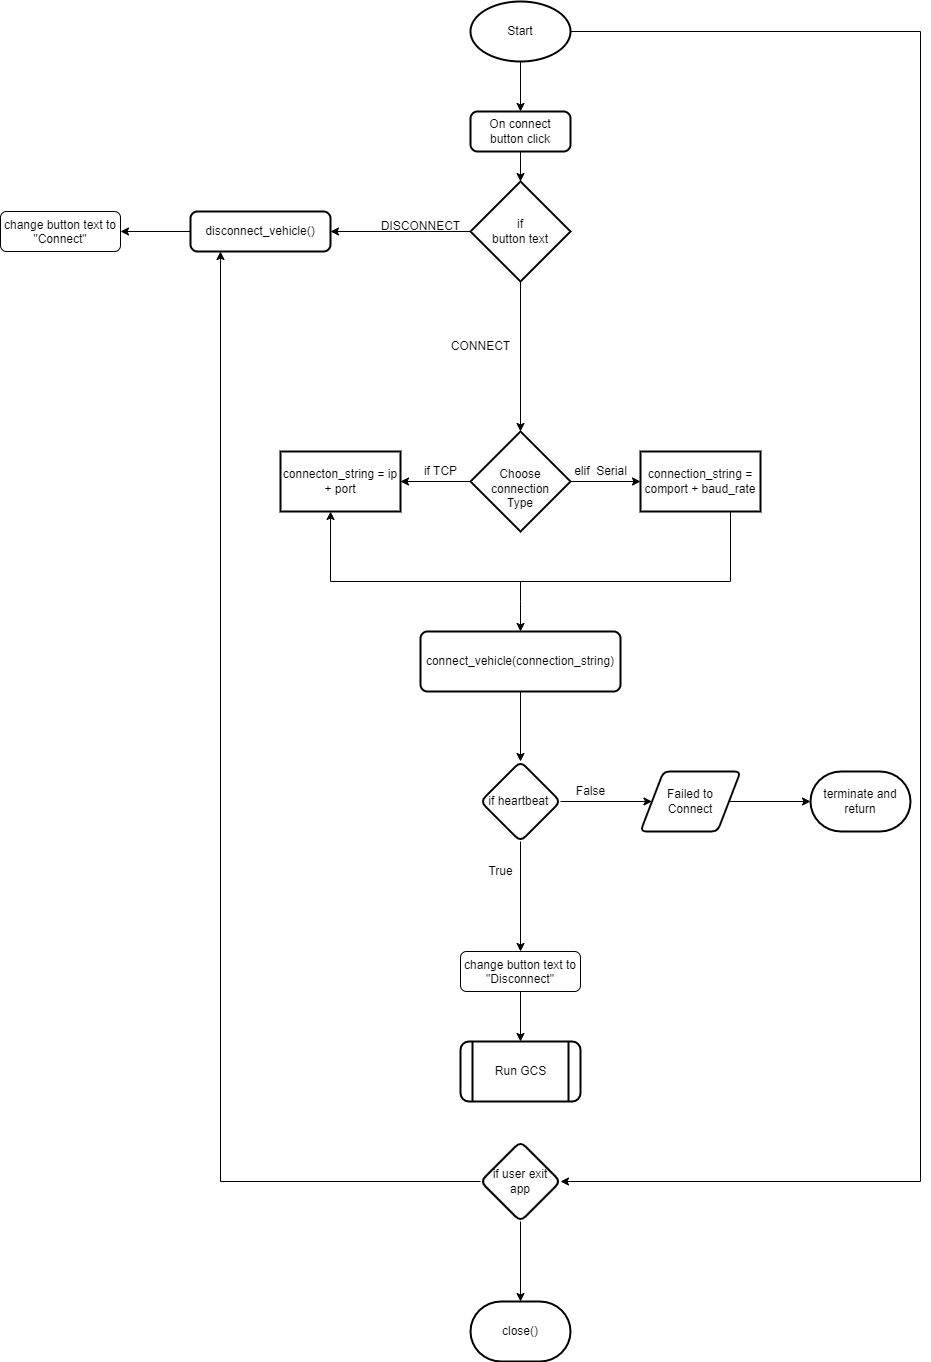 Start
On connect
button click
if
button text
DISCONNECT
disconnect_vehicle()
change button text to
"Connect"
CONNECT
Choose
connection
Type
if TCP
connecton_string = ip
+ port
elif  Serial
connection_string =
comport + baud_rate
connect_vehicle(connection_string)
if heartbeat
False
Failed to
Connect
terminate and
return
True
change button text to
"Disconnect"
Run GCS
if user exit
app
close()